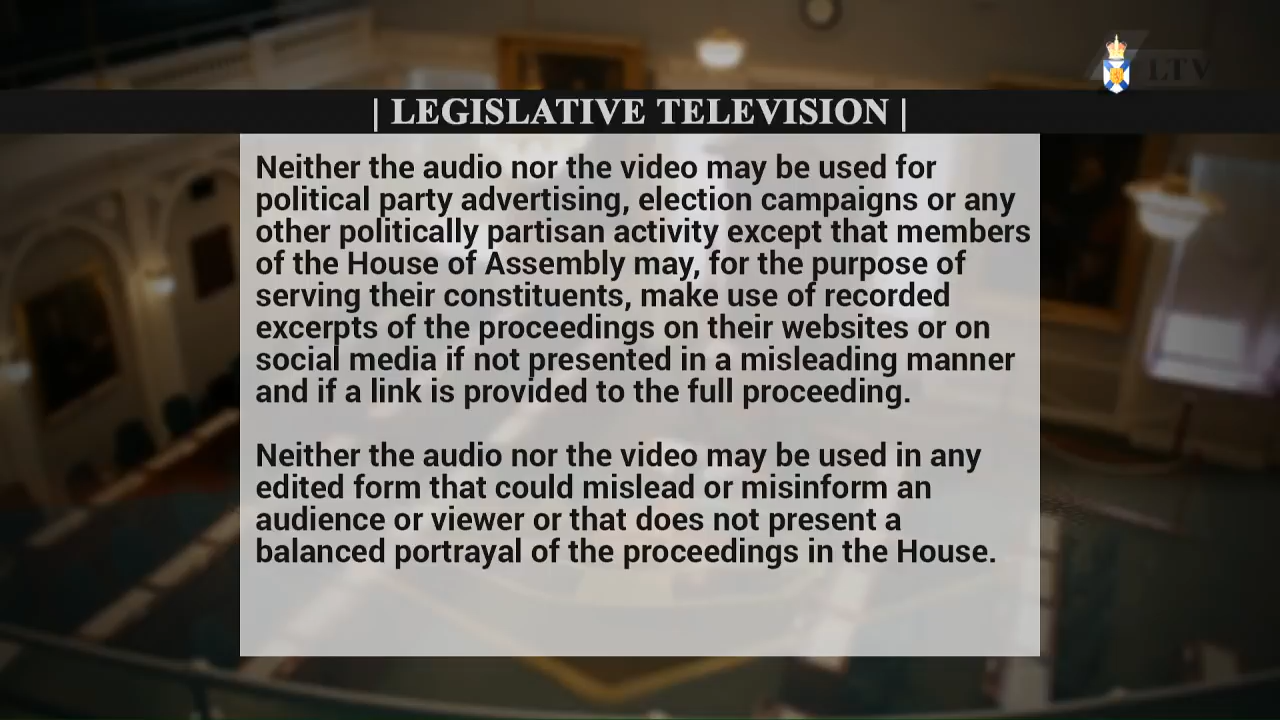 LTV
| LEGISLATIVE TELEVISION |
Neither the audio nor the video may be used for
political party advertising, election campaigns or any
other politically partisan activity except that members
of the House of Assembly may, for the purpose of
serving their constituents, make use of recorded
excerpts of the proceedings on their websites or on
social media if not presented in a misleading manner
and if a link is provided to the full proceeding.
Neither the audio nor the video may be used in any
edited form that could mislead or misinform an
audience or viewer or that does not present a
balanced portrayal of the proceedings in the House.